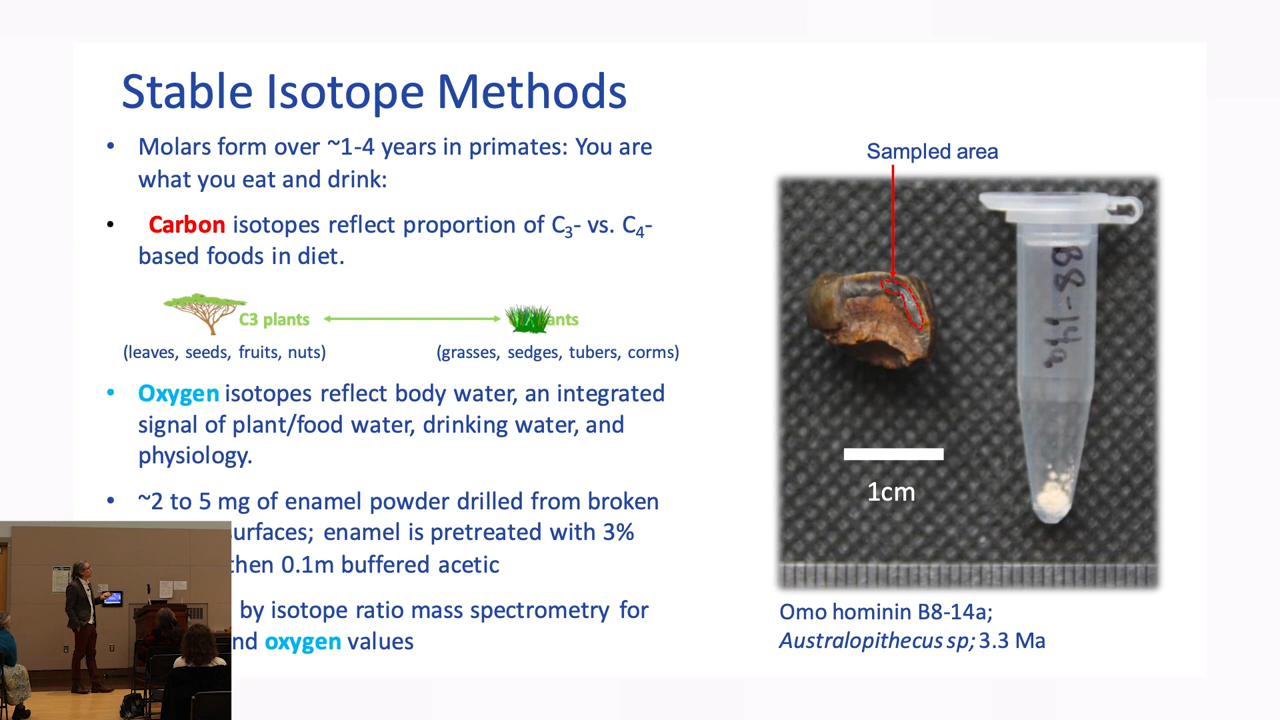 Stable Isotope Methods
• Molars form over ~1-4 years in primates: You are
what you eat and drink:
• Carbon isotopes reflect proportion of C3- vs. C4-
based foods in diet.
C3 plants
ants
(leaves, seeds, fruits, nuts)
(grasses, sedges, tubers, corms)
• Oxygen isotopes reflect body water, an integrated
signal of plant/food water, drinking water, and
physiology.
• ~2 to 5 mg of enamel powder drilled from broken
urfaces; enamel is pretreated with 3%
then 0.1m buffered acetic
by isotope ratio mass spectrometry for
nd oxygen values
Sampled area
B8-14a
1cm
Omo hominin B8-14a;
Australopithecus sp; 3.3 Ma